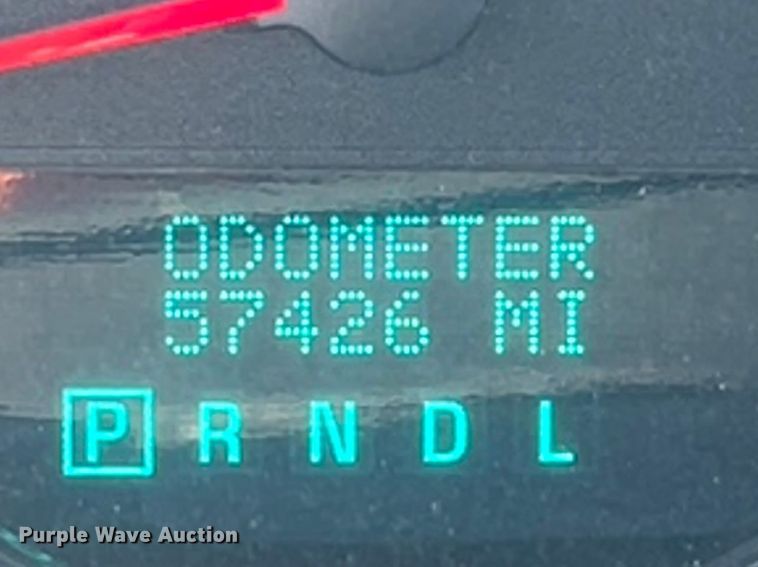 ODOMETER
57426 MI
P R N D L
Purple Wave Auction